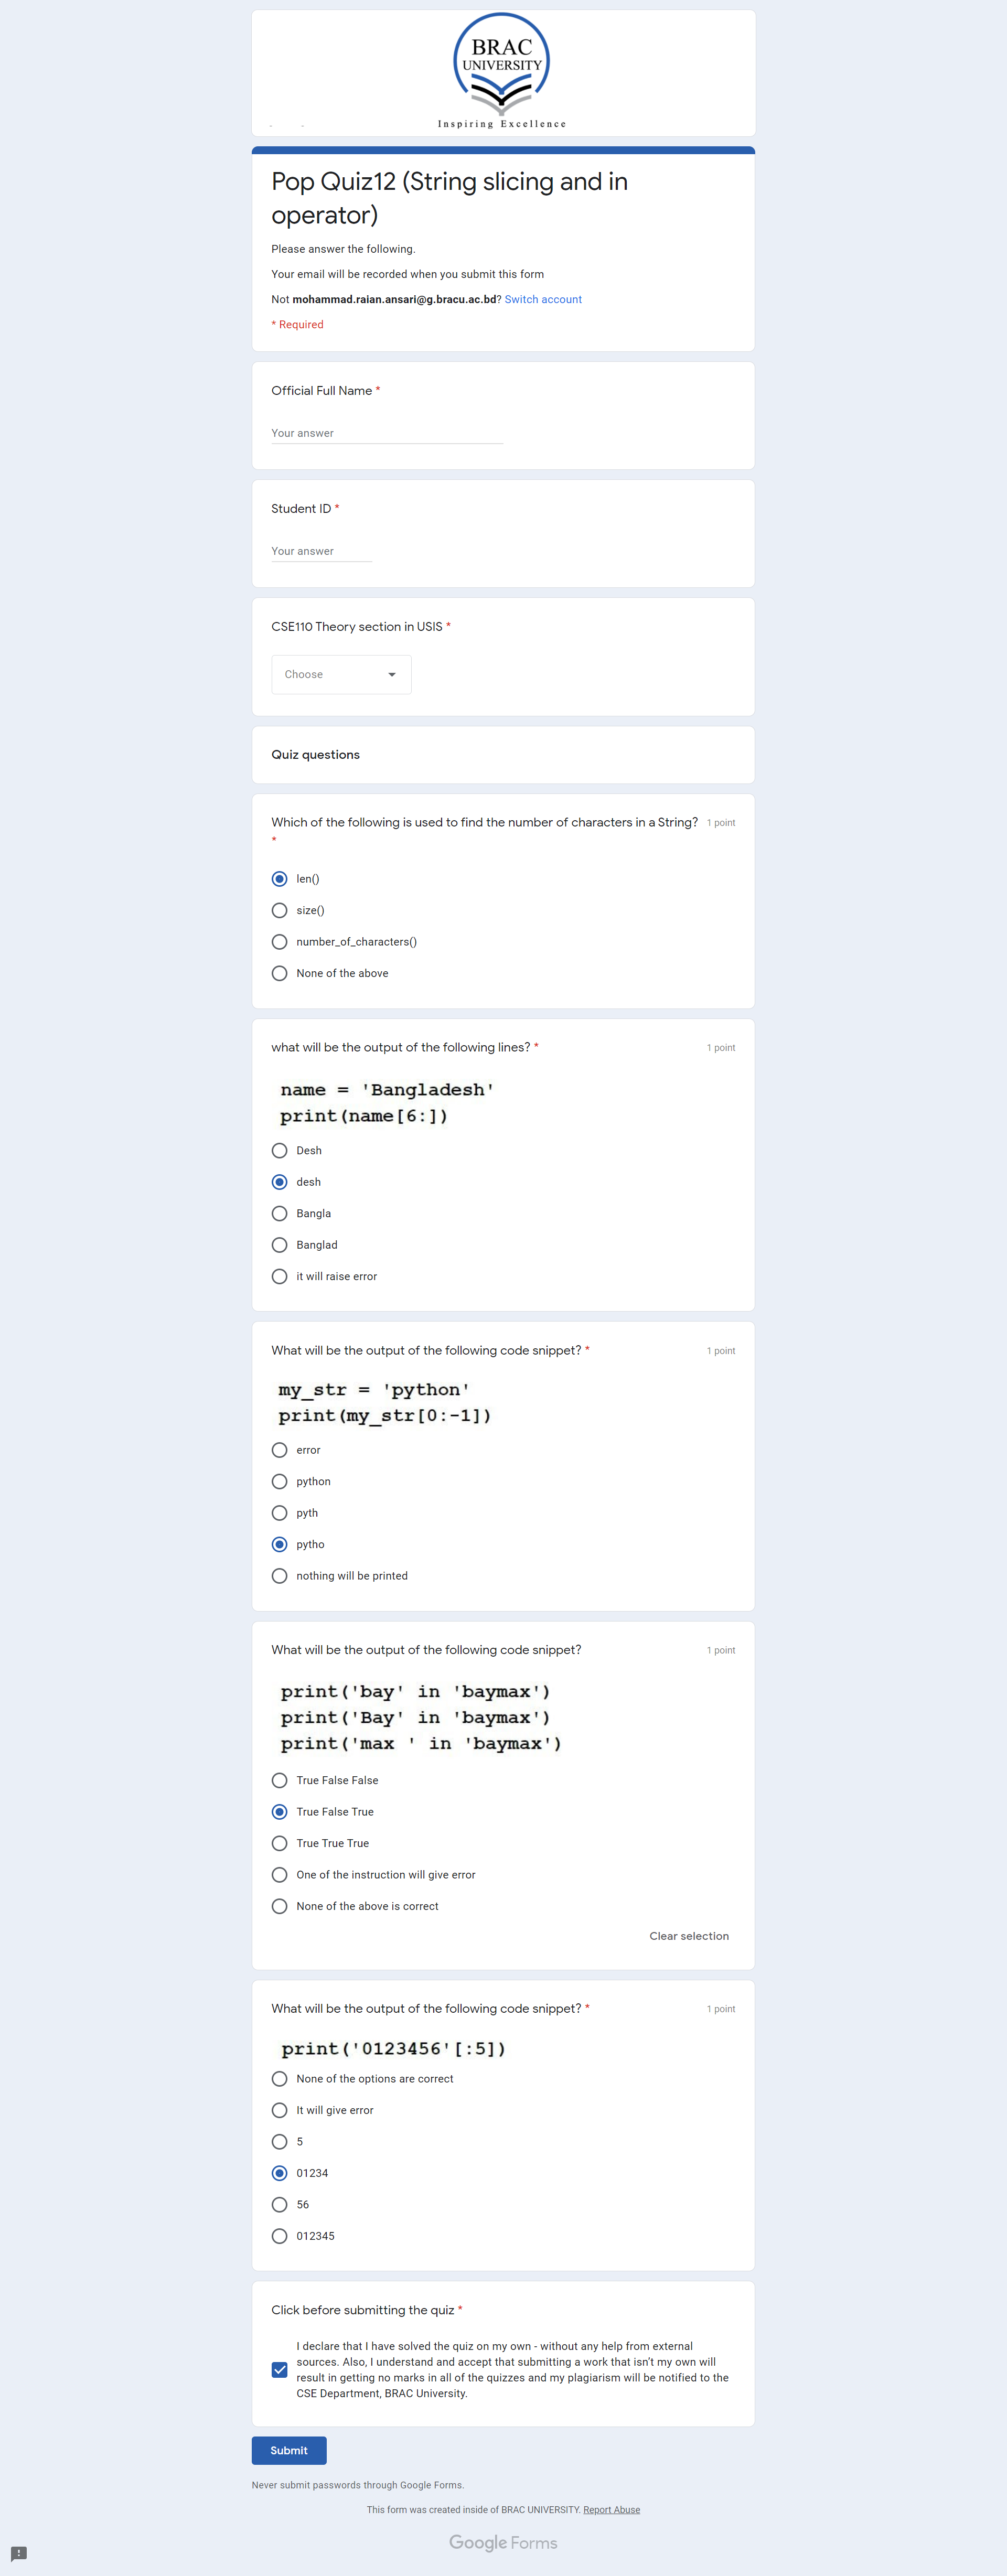 BRAC
UNIVERSITY
Inspiring Excellence
Pop Quiz12 (String slicing and in
operator)
Please answer the following.
Your email will be recorded when you submit this form
Not mohammad.raian.ansari@g.bracu.ac.bd? Switch account
* Required
Official Full Name *
Your answer
Student ID *
Your answer
CSE110 Theory section in USIS *
Choose
Quiz questions
Which of the following is used to find the number of characters in a String? 1 point
*
len()
size()
number_of_characters()
None of the above
what will be the output of the following lines? * 1 point
name = 'Bangladesh'
print(name[6:])
Desh
desh
Bangla
Banglad
it will raise error
What will be the output of the following code snippet? * 1 point
my_str = 'python'
print(my_str[0:-1])
error
python
pyth
pytho
nothing will be printed
What will be the output of the following code snippet? 1 point
print('bay' in 'baymax')
print('Bay' in 'baymax')
print('max ' in 'baymax')
True False False
True False True
True True True
One of the instruction will give error
None of the above is correct
Clear selection
What will be the output of the following code snippet? * 1 point
print('0123456'[:5])
None of the options are correct
It will give error
5
01234
56
012345
Click before submitting the quiz *
I declare that I have solved the quiz on my own - without any help from external
sources. Also, I understand and accept that submitting a work that isn't my own will
result in getting no marks in all of the quizzes and my plagiarism will be notified to the
CSE Department, BRAC University.
Submit
Never submit passwords through Google Forms.
This form was created inside of BRAC UNIVERSITY. Report Abuse
Google Forms